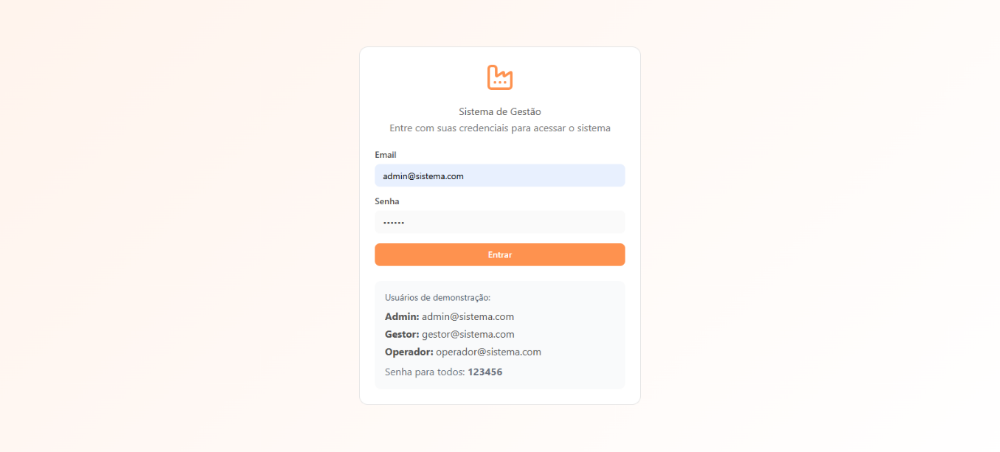 Sistema de Gestão
Entre com suas credenciais para acessar o sistema
Email
admin@sistema.com
Senha
••••••
Entrar
Usuários de demonstração:
Admin: admin@sistema.com
Gestor: gestor@sistema.com
Operador: operador@sistema.com
Senha para todos: 123456